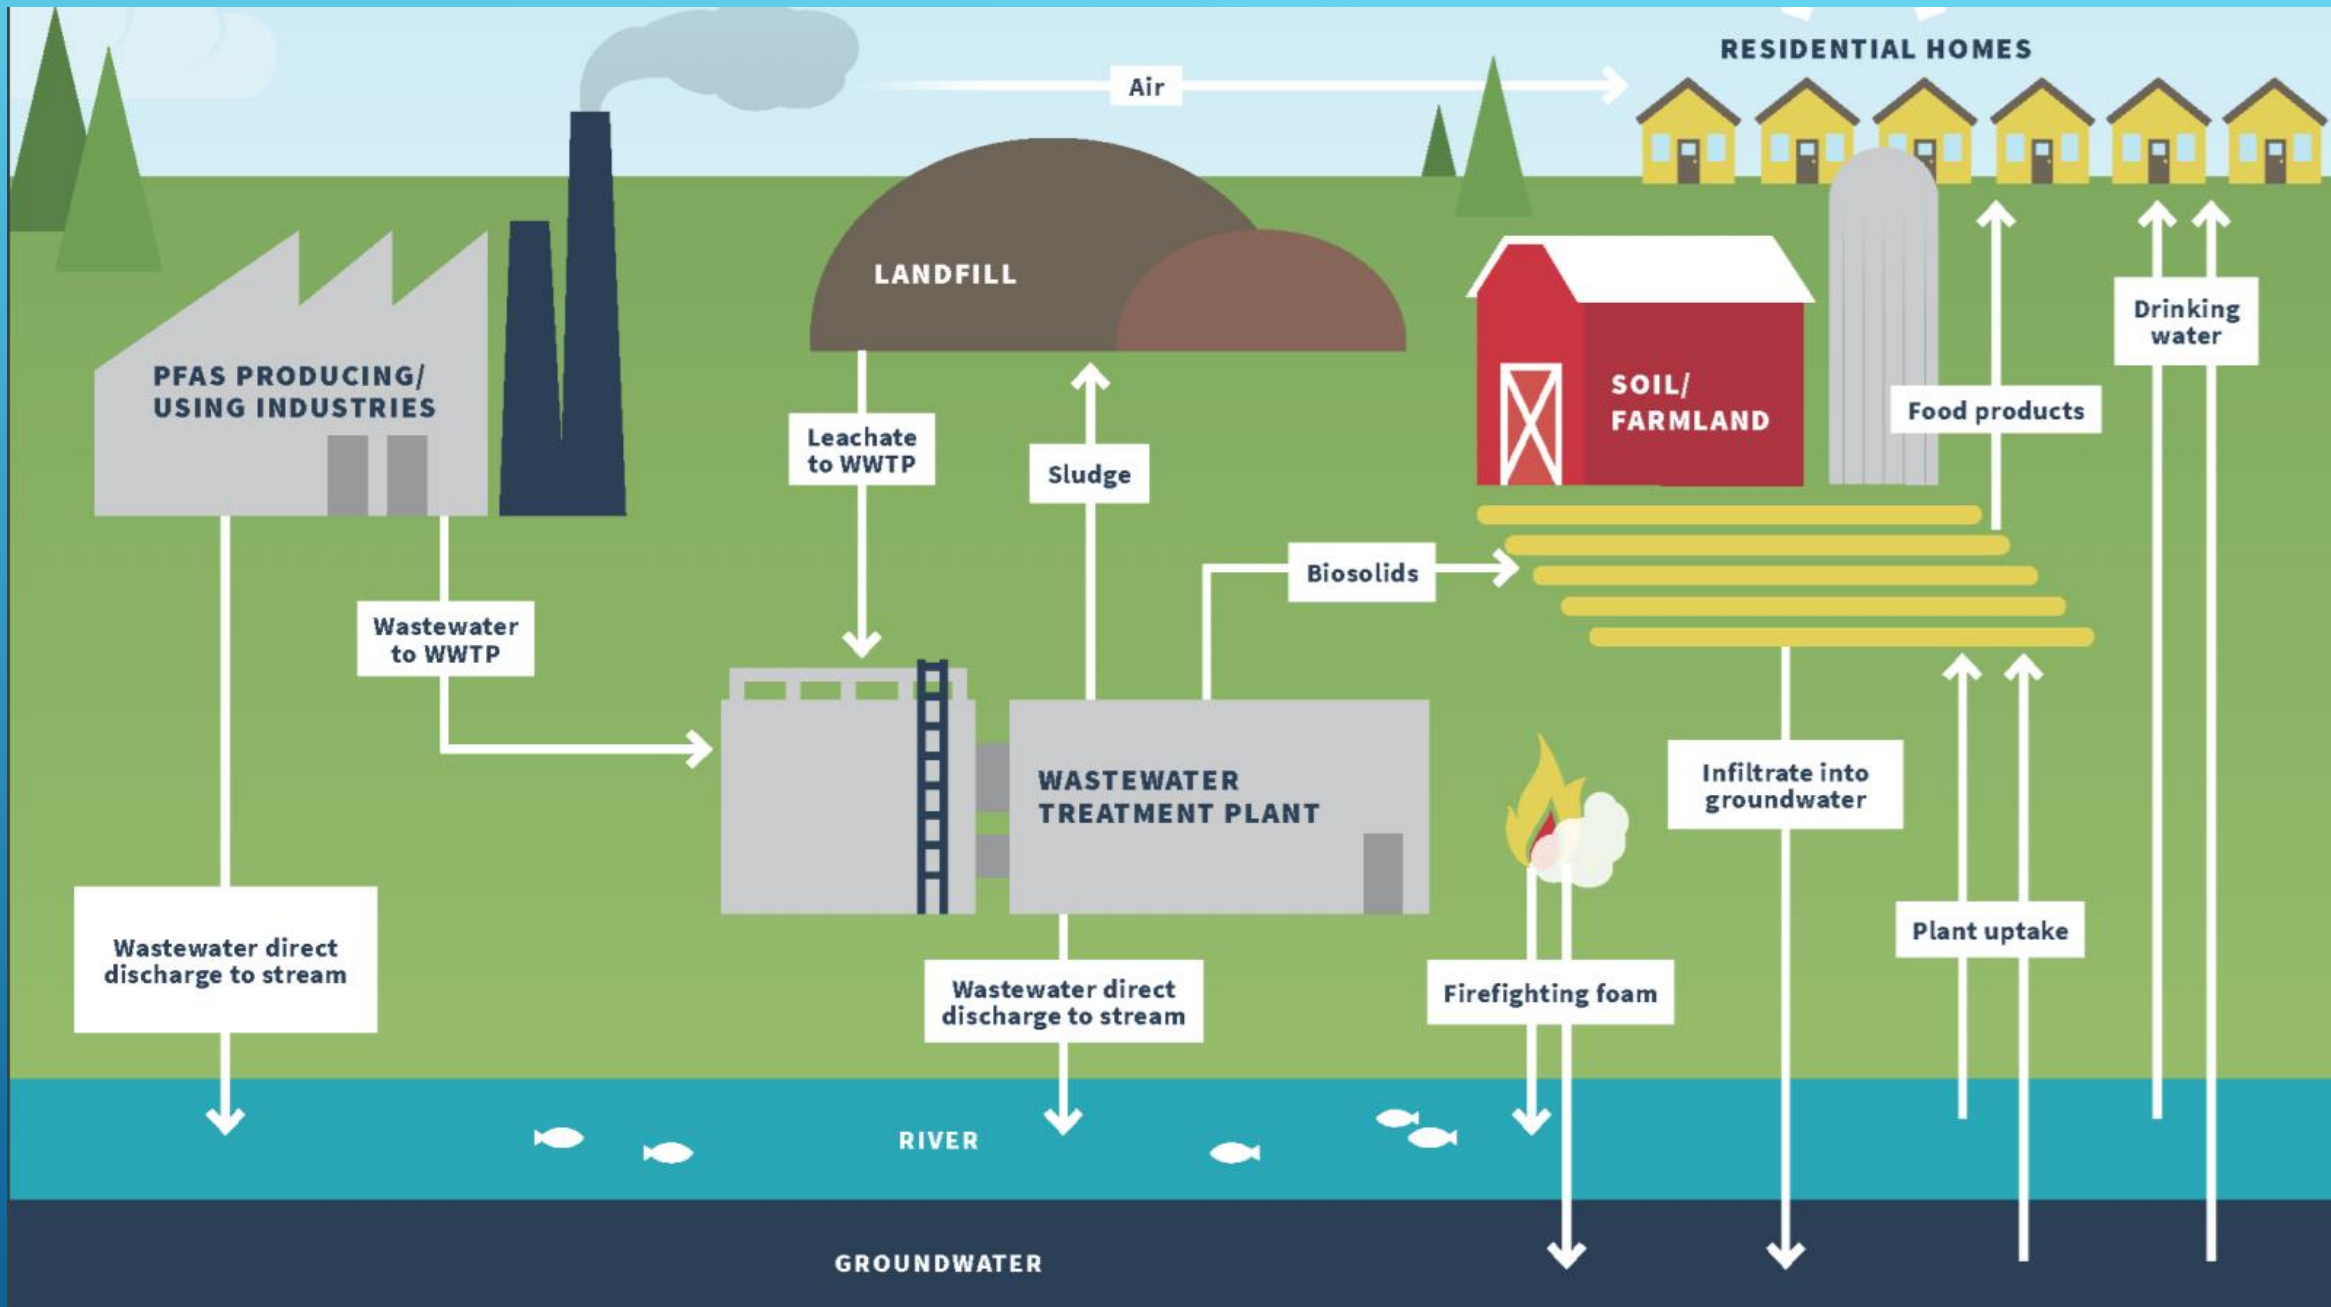 RESIDENTIAL HOMES
Air
LANDFILL
PFAS PRODUCING/
USING INDUSTRIES
Leachate
to WWTP
Sludge
SOIL/
FARMLAND
Food products
Drinking
water
Biosolids
Wastewater
to WWTP
WASTEWATER
TREATMENT PLANT
Infiltrate into
groundwater
Plant uptake
Wastewater direct
discharge to stream
Wastewater direct
discharge to stream
Firefighting foam
RIVER
GROUNDWATER